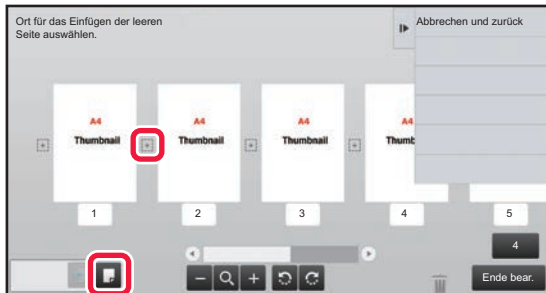 Ort für das Einfügen der leeren
Seite auswählen.
Abbrechen und zurück
A4
Thumbnail
A4
Thumbnail
A4
Thumbnail
A4
Thumb
1
2
3
4
5
4
Ende bear.